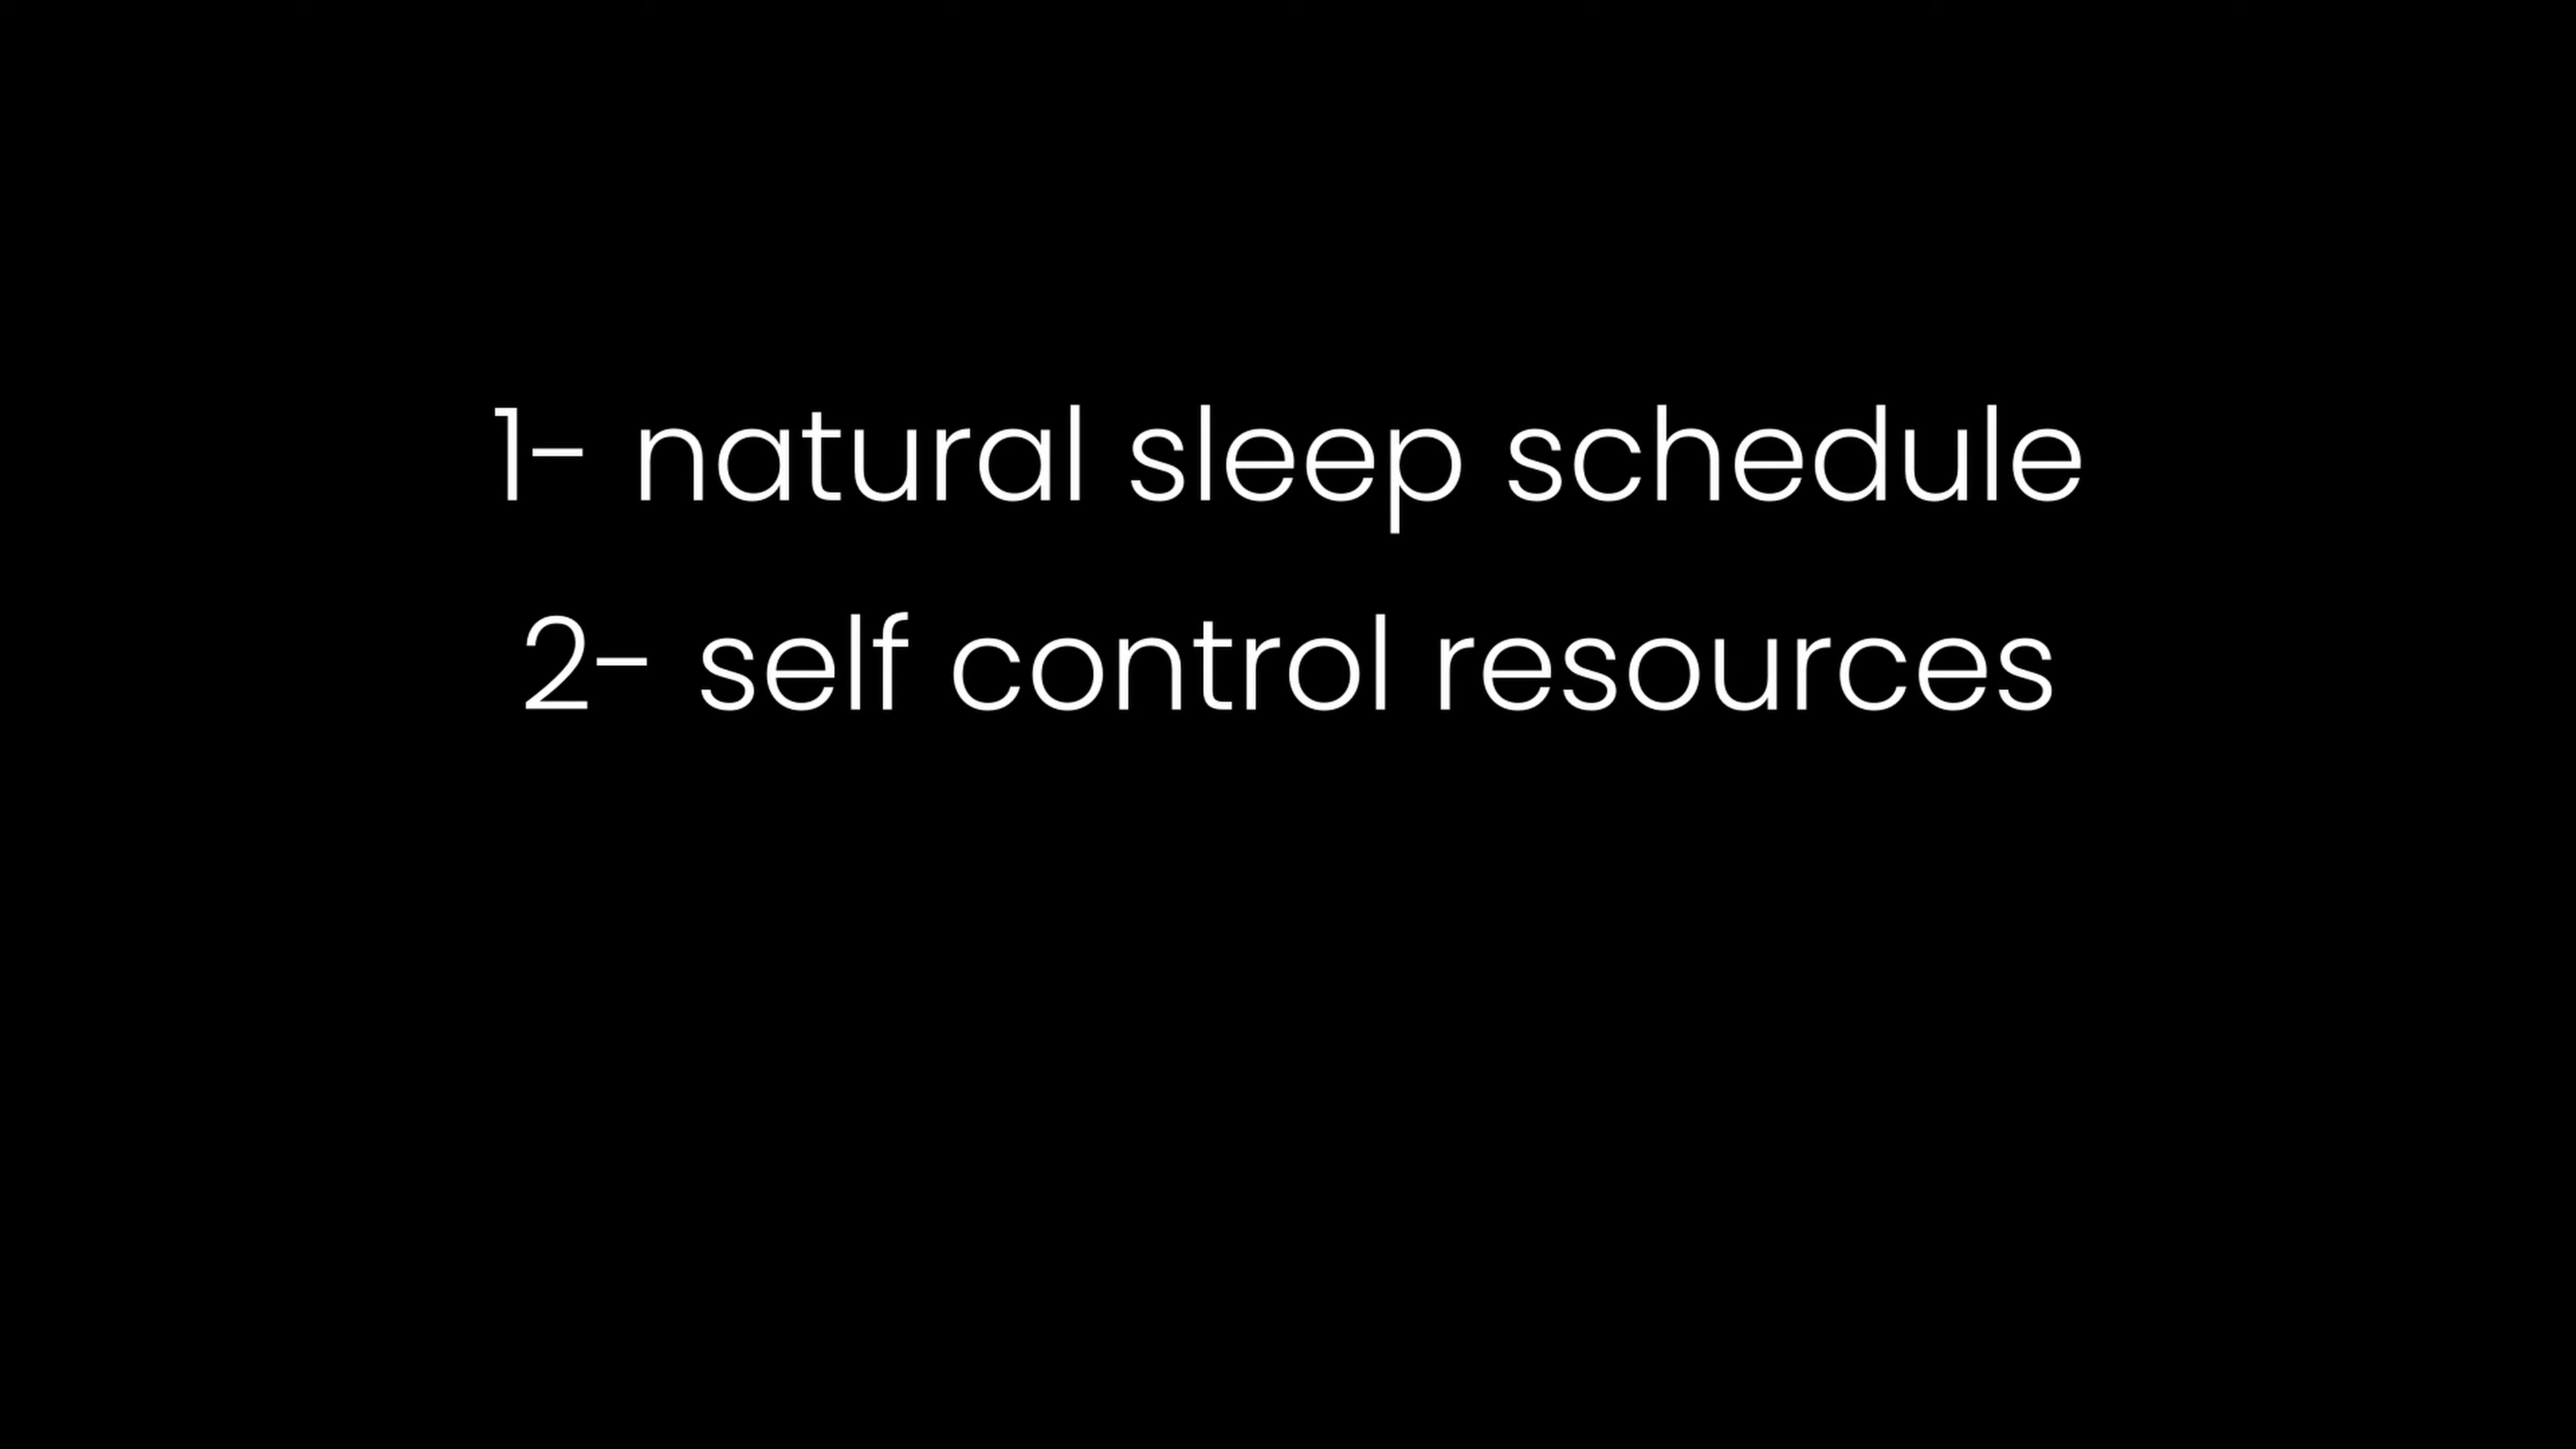 1- natural sleep schedule
2- self control resources